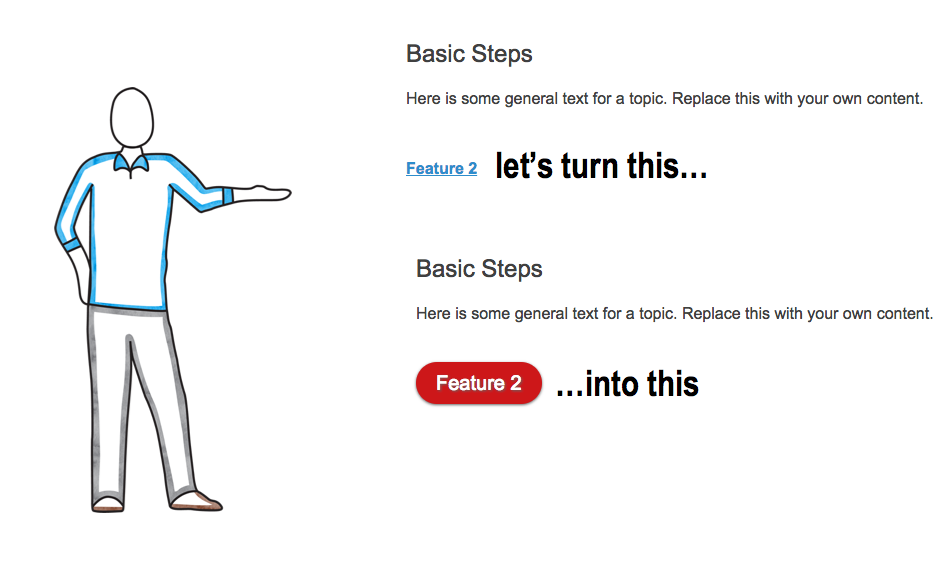 Basic Steps
Here is some general text for a topic. Replace this with your own content.
Feature 2 let’s turn this…
Basic Steps
Here is some general text for a topic. Replace this with your own content.
Feature 2 …into this